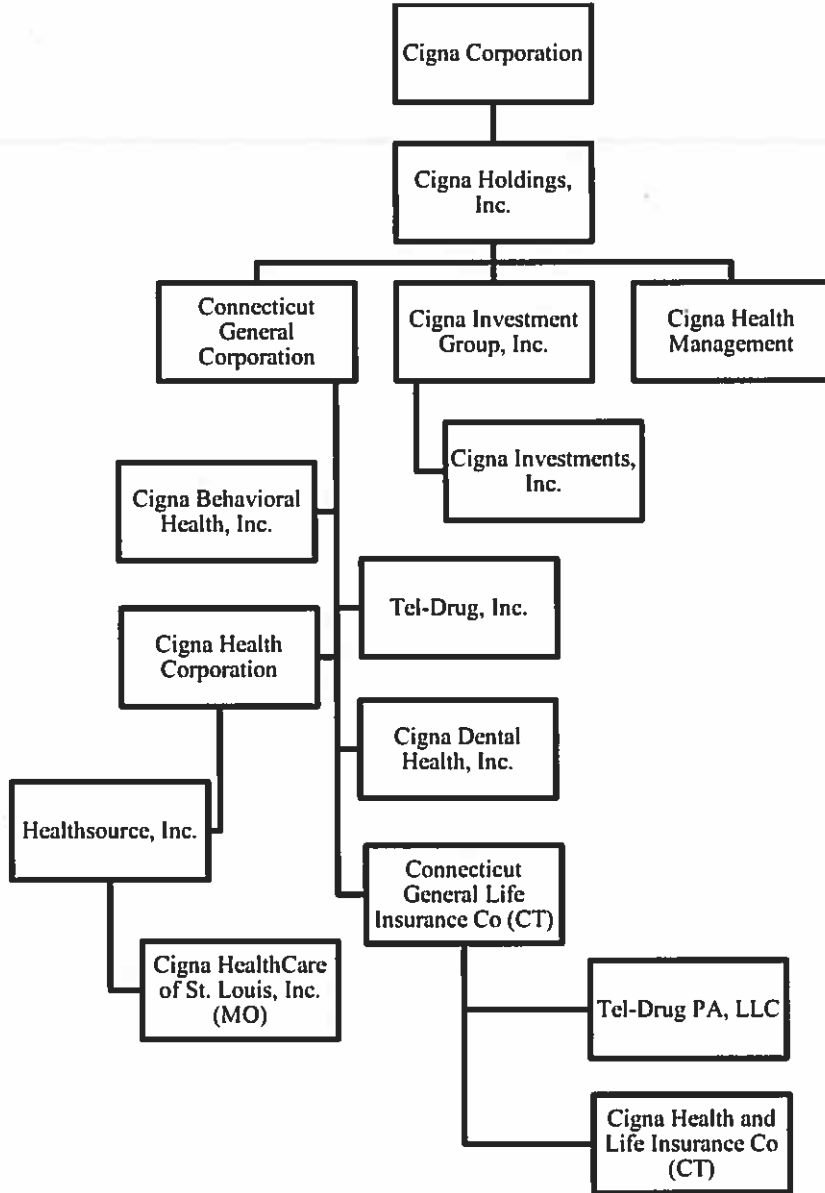 Cigna Corporation
Cigna Holdings,
Inc.
Connecticut
General
Corporation
Cigna Investment
Group, Inc.
Cigna Health
Management
Cigna Investments,
Inc.
Cigna Behavioral
Health, Inc.
Tel-Drug, Inc.
Cigna Health
Corporation
Cigna Dental
Health, Inc.
Healthsource, Inc.
Connecticut
General Life
Insurance Co (CT)
Cigna HealthCare
of St. Louis, Inc.
(MO)
Tel-Drug PA, LLC
Cigna Health and
Life Insurance Co
(CT)